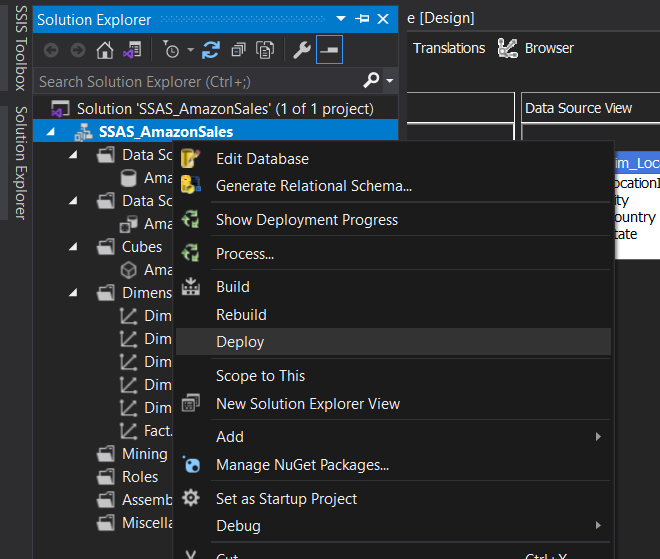 SSIS Toolbox
Solution Explorer
Solution Explorer
e [Design]
Translations
Browser
Search Solution Explorer (Ctrl+;)
Solution 'SSAS_AmazonSales' (1 of 1 project)
SSAS_AmazonSales
Data Source View
Data Sc
Ama
Data Sc
Ama
Cubes
Ama
Dimens
Dim
Dim
Dim
Dim
Dim
Fact.
Mining
Roles
Assemb
Miscella
Edit Database
Generate Relational Schema...
Show Deployment Progress
Process...
Build
Rebuild
Deploy
Scope to This
New Solution Explorer View
Add
Manage NuGet Packages...
Set as Startup Project
Debug
Cut
Ctrl+X
im_Loca
ocationI
ity
ountry
tate